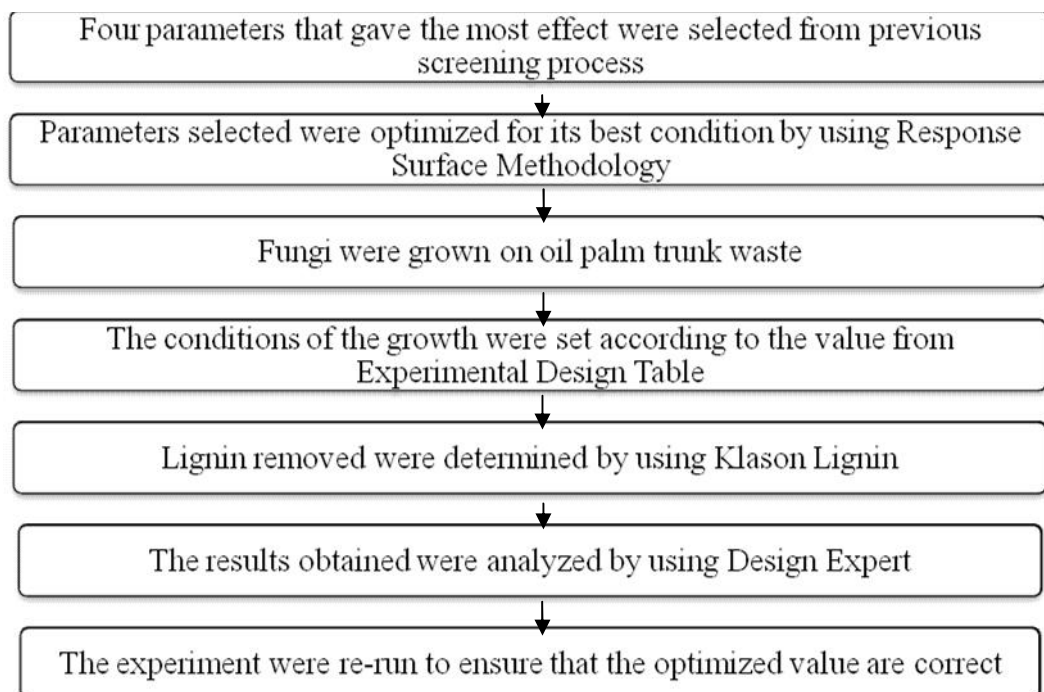 Four parameters that gave the most effect were selected from previous
screening process
Parameters selected were optimized for its best condition by using Response
Surface Methodology
Fungi were grown on oil palm trunk waste
The conditions of the growth were set according to the value from
Experimental Design Table
Lignin removed were determined by using Klason Lignin
The results obtained were analyzed by using Design Expert
The experiment were re-run to ensure that the optimized value are correct